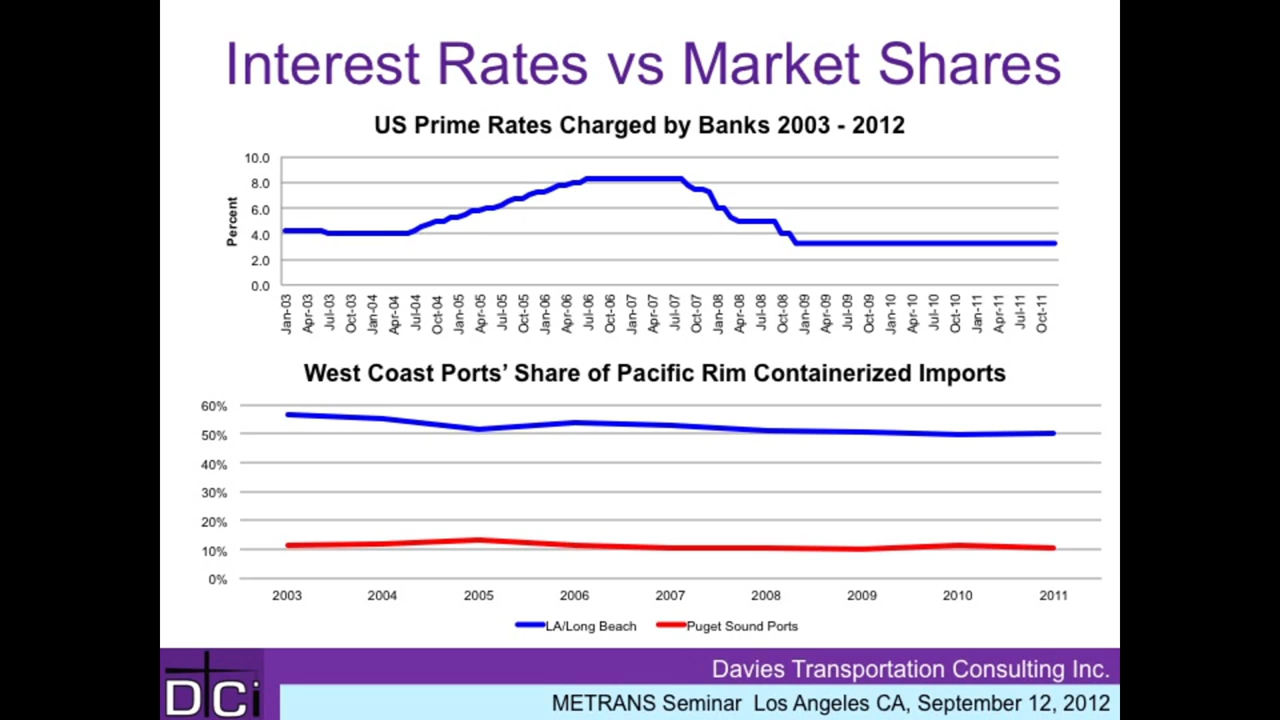 Interest Rates vs Market Shares
US Prime Rates Charged by Banks 2003 - 2012
Percent
10.0
8.0
6.0
4.0
2.0
0.0
Jan-03 Apr-03 Jul-03 Oct-03 Jan-04 Apr-04 Jul-04 Oct-04 Jan-05 Apr-05 Jul-05 Oct-05 Jan-06 Apr-06 Jul-06 Oct-06 Jan-07 Apr-07 Jul-07 Oct-07 Jan-08 Apr-08 Jul-08 Oct-08 Jan-09 Apr-09 Jul-09 Oct-09 Jan-10 Apr-10 Jul-10 Oct-10 Jan-11 Apr-11 Jul-11 Oct-11
West Coast Ports’ Share of Pacific Rim Containerized Imports
60%
50%
40%
30%
20%
10%
0%
2003 2004 2005 2006 2007 2008 2009 2010 2011
LA/Long Beach Puget Sound Ports
DTCi
Davies Transportation Consulting Inc.
METRANS Seminar Los Angeles CA, September 12, 2012